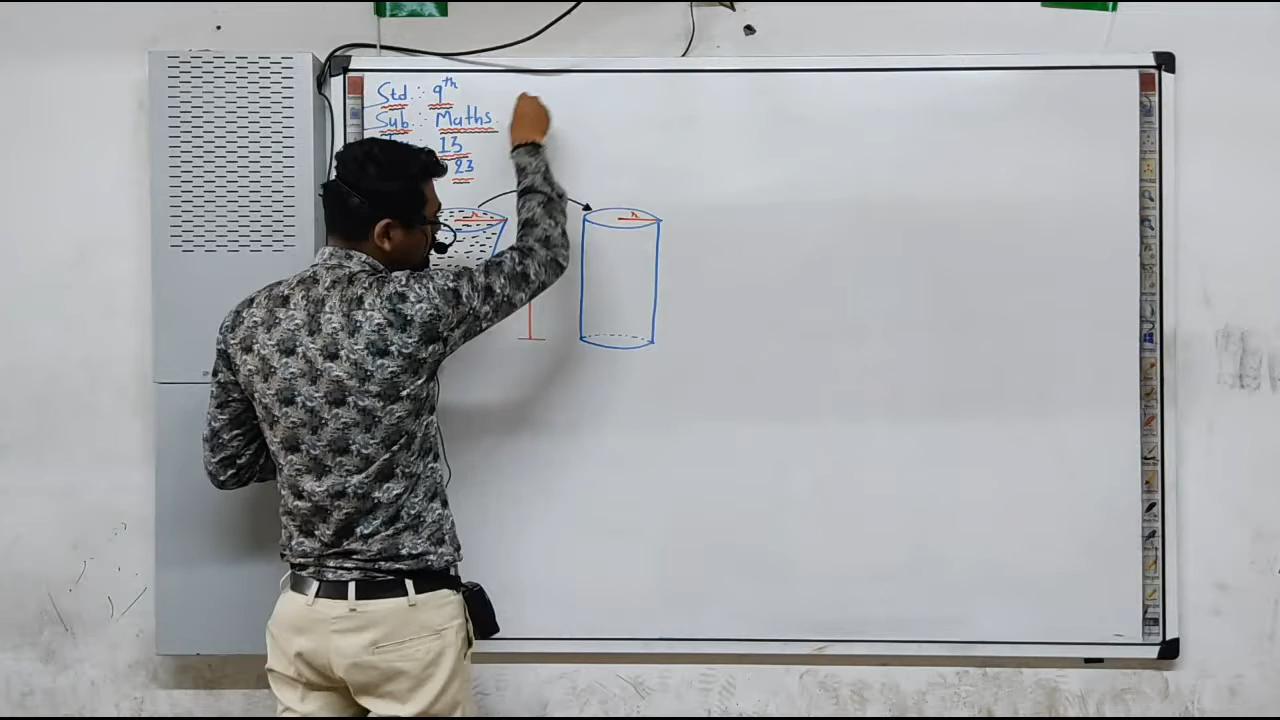 Std :- 9th
Sub :- Maths
13
23
r
r